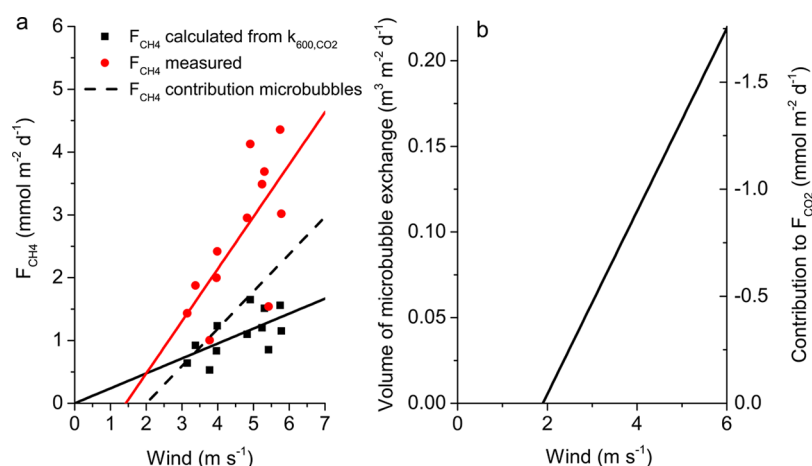 a
F_CH4 calculated from k_600,CO2
F_CH4 measured
F_CH4 contribution microbubbles
F_CH4 (mmol m⁻² d⁻¹)
6
5
4
3
2
1
0
0 1 2 3 4 5 6 7
Wind (m s⁻¹)
b
Volume of microbubble exchange (m³ m⁻² d⁻¹)
0.20
0.15
0.10
0.05
0.00
0 2 4 6
Wind (m s⁻¹)
-1.5
-1.0
-0.5
0.0
Contribution to F_CO2 (mmol m⁻² d⁻¹)